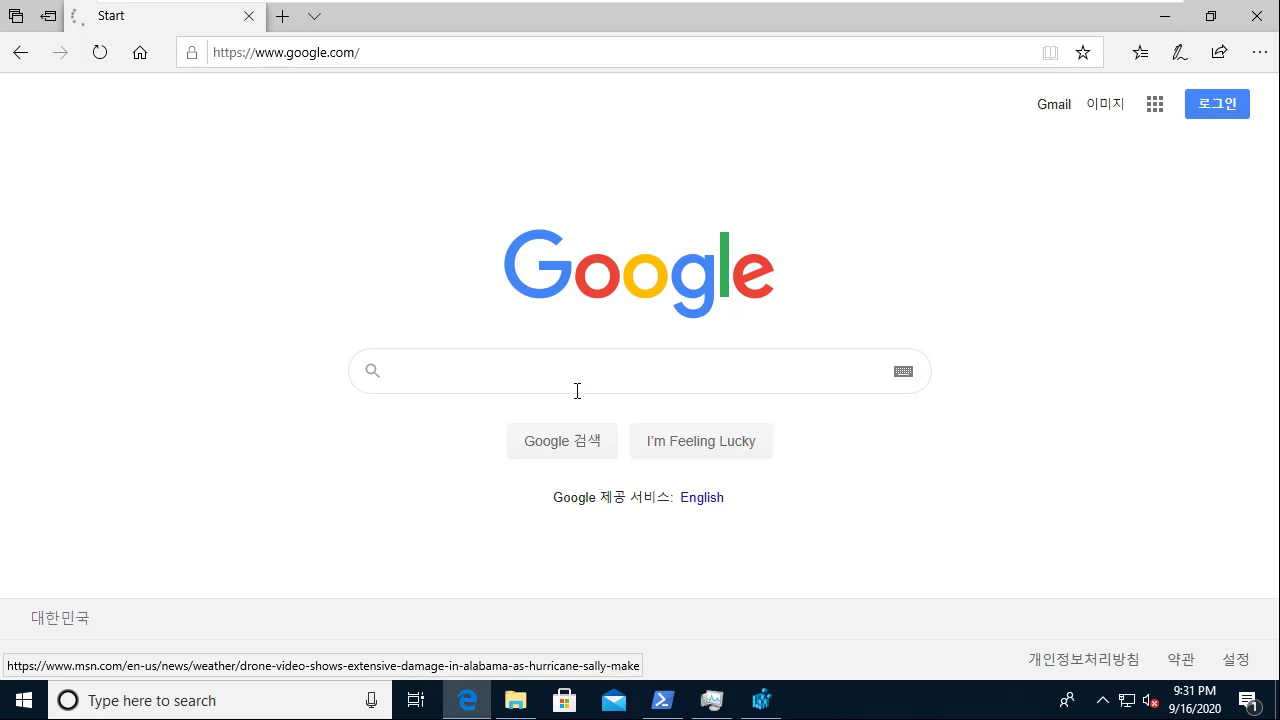 Start
https://www.google.com/
Gmail 이미지 로그인
Google
Google 검색 I'm Feeling Lucky
Google 제공 서비스: English
대한민국
https://www.msn.com/en-us/news/weather/drone-video-shows-extensive-damage-in-alabama-as-hurricane-sally-make
개인정보처리방침 약관 설정
Type here to search
9:31 PM
9/16/2020
1